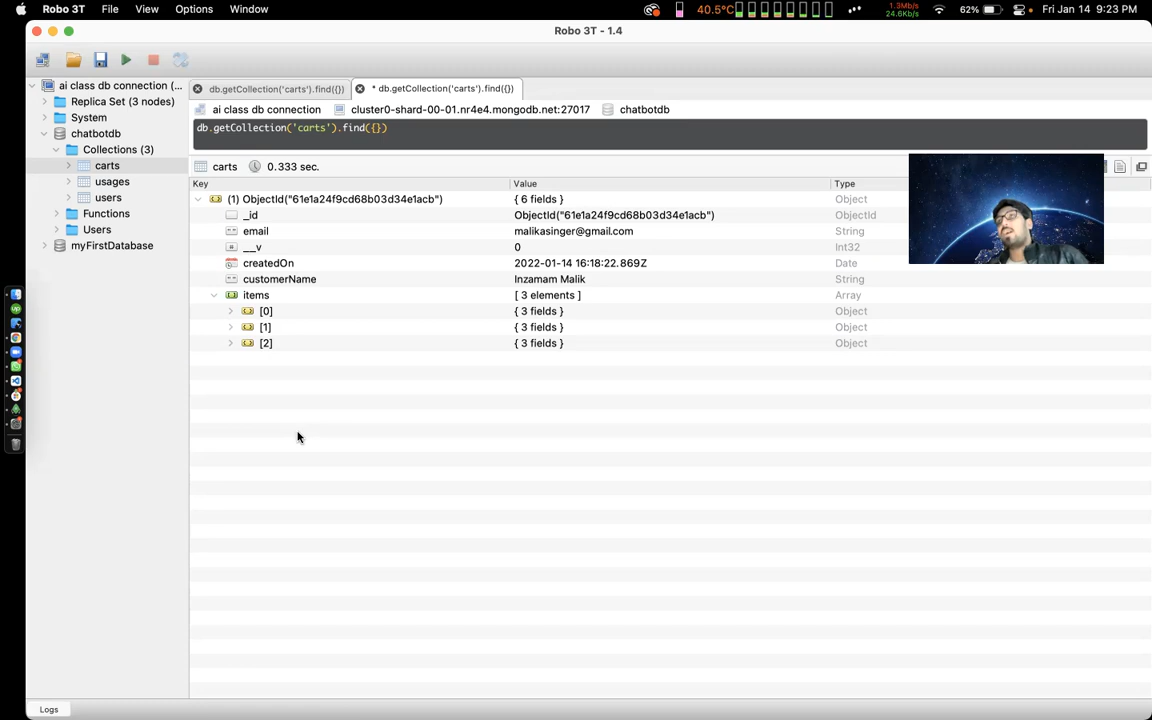 Robo 3T File View Options Window 40.5°C 1.3Mb/s 24.6Kb/s 62% Fri Jan 14 9:23 PM
Robo 3T - 1.4
ai class db connection (...
Replica Set (3 nodes)
System
chatbotdb
Collections (3)
carts
usages
users
Functions
Users
myFirstDatabase
db.getCollection('carts').find({}) * db.getCollection('carts').find({})
ai class db connection cluster0-shard-00-01.nr4e4.mongodb.net:27017 chatbotdb
db.getCollection('carts').find({})
carts 0.333 sec.
Key Value Type
(1) ObjectId("61e1a24f9cd68b03d34e1acb") { 6 fields } Object
_id ObjectId("61e1a24f9cd68b03d34e1acb") ObjectId
email malikasinger@gmail.com String
__v 0 Int32
createdOn 2022-01-14 16:18:22.869Z Date
customerName Inzamam Malik String
items [ 3 elements ] Array
[0] { 3 fields } Object
[1] { 3 fields } Object
[2] { 3 fields } Object
Logs